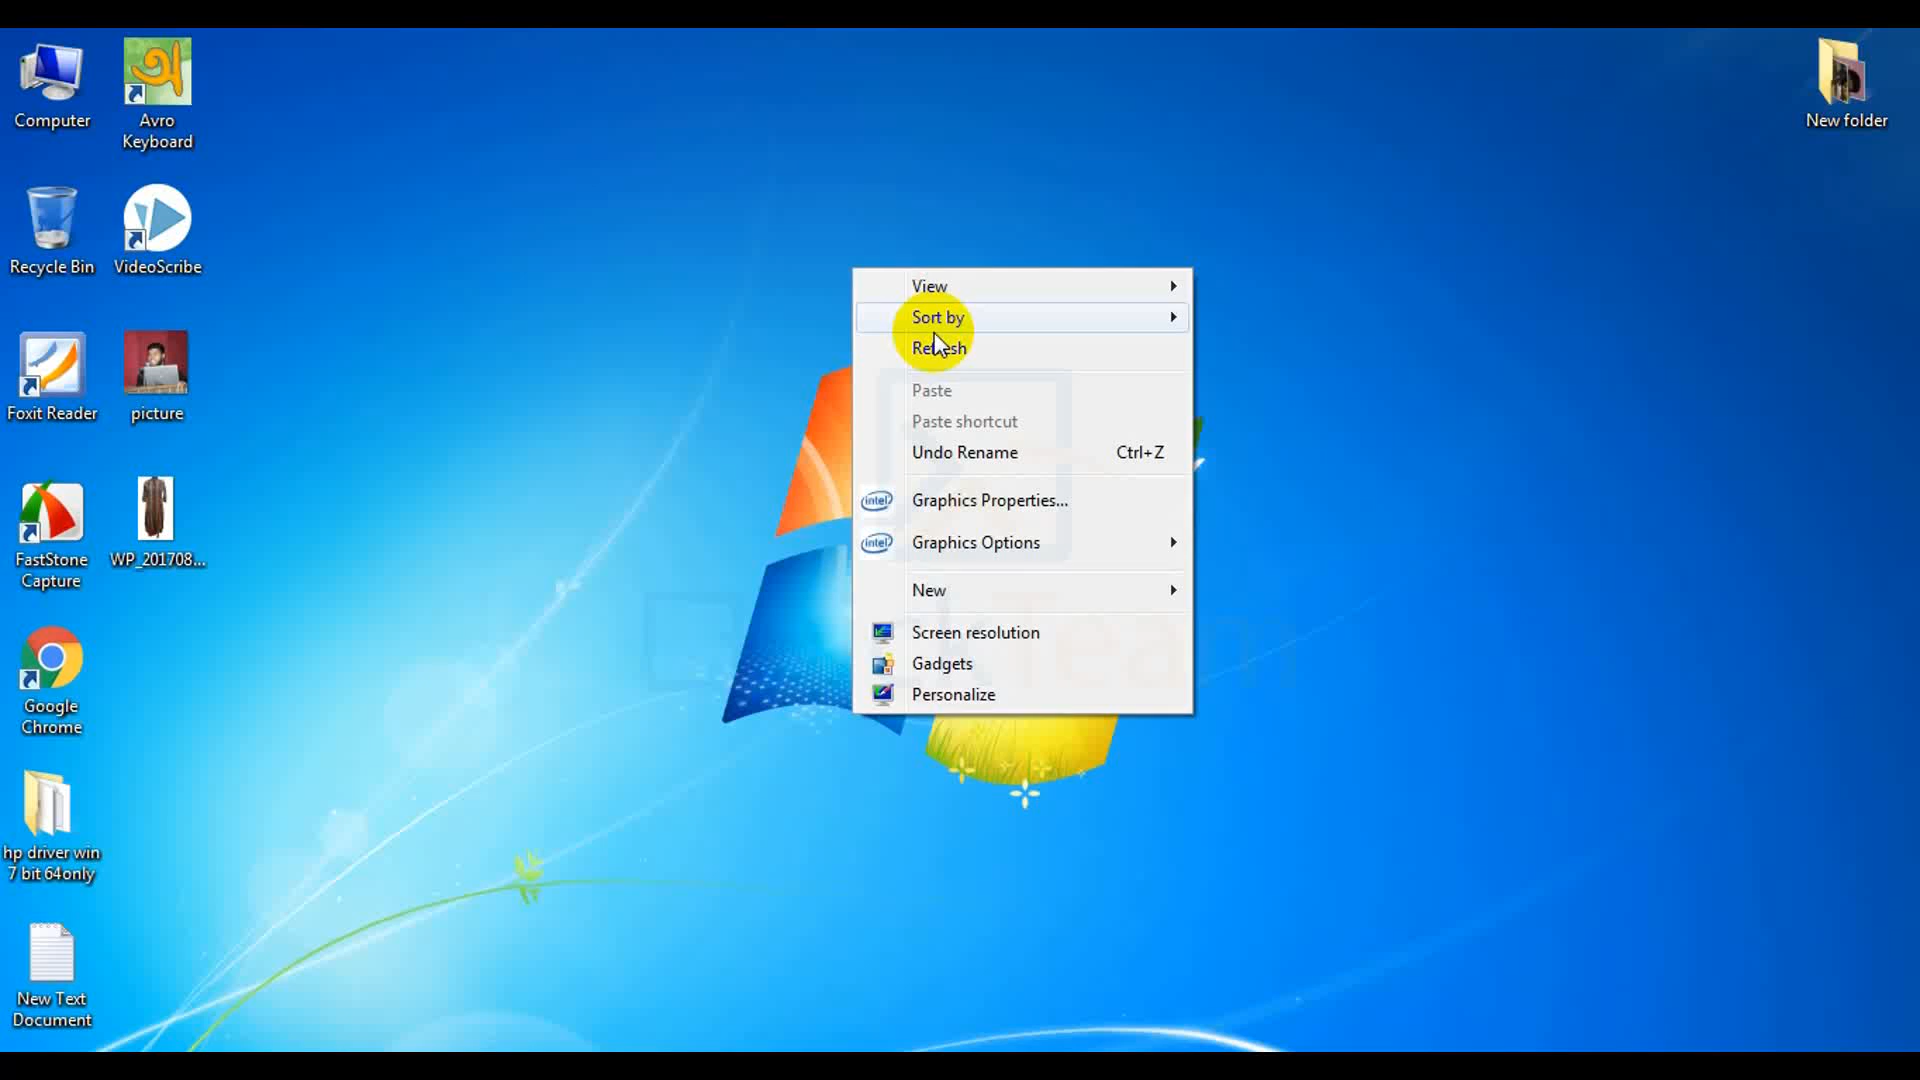 Computer
Avro
Keyboard
New folder
Recycle Bin
VideoScribe
Foxit Reader
picture
FastStone
Capture
WP_201708...
Google
Chrome
hp driver win
7 bit 64only
New Text
Document
View
Sort by
Refresh
Paste
Paste shortcut
Undo Rename Ctrl+Z
intel Graphics Properties...
intel Graphics Options
New
Screen resolution
Gadgets
Personalize